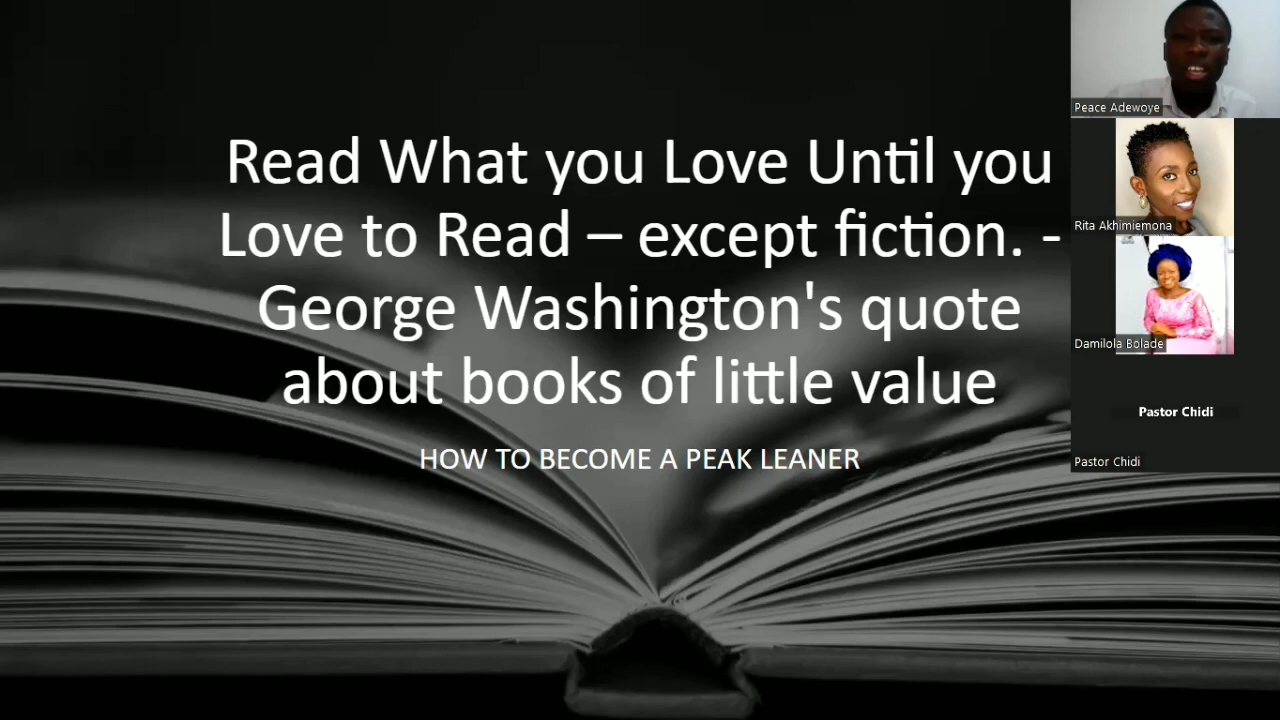 Read What you Love Until you
Love to Read – except fiction. -
George Washington's quote
about books of little value
HOW TO BECOME A PEAK LEANER
Peace Adewoye
Rita Akhimiemona
Damilola Bolade
Pastor Chidi
Pastor Chidi